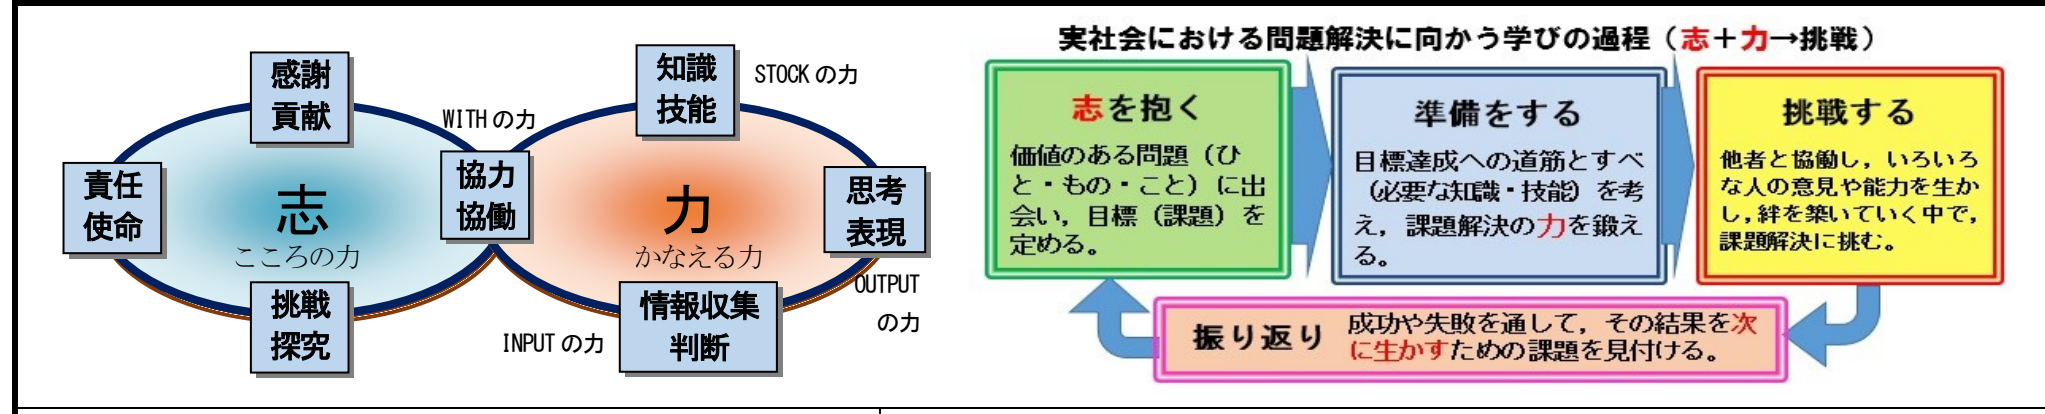 感謝
貢献
責任
使命
志
こころの力
挑戦
探究
WITHの力
協力
協働
知識
技能
STOCKの力
力
かなえる力
思考
表現
OUTPUT
の力
情報収集
判断
INPUTの力
実社会における問題解決に向かう学びの過程（志＋力→挑戦）
志を抱く
価値のある問題（ひ
と・もの・こと）に出
会い，目標（課題）を
定める。
準備をする
目標達成への道筋とすべ
（必要な知識・技能）を考
え，課題解決の力を鍛え
る。
挑戦する
他者と協働し，いろいろ
な人の意見や能力を生か
し，絆を築いていく中で，
課題解決に挑む。
振り返り
成功や失敗を通して，その結果を次
に生かすための課題を見付ける。